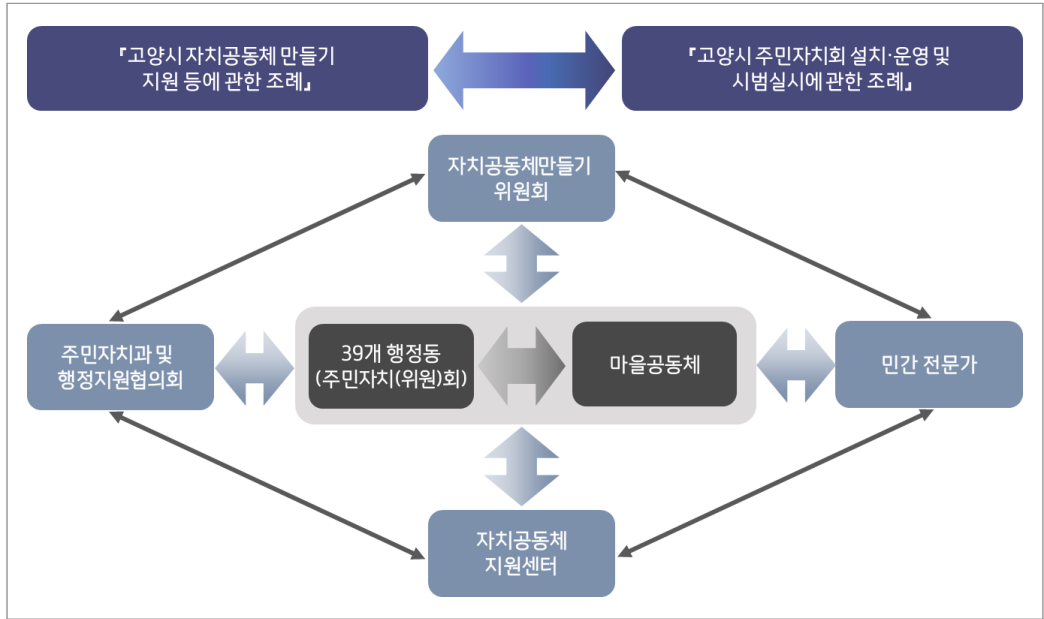 『고양시 자치공동체 만들기
지원 등에 관한 조례』
『고양시 주민자치회 설치·운영 및
시범실시에 관한 조례』
자치공동체만들기
위원회
주민자치과 및
행정지원협의회
39개 행정동
(주민자치(위원)회)
마을공동체
민간 전문가
자치공동체
지원센터